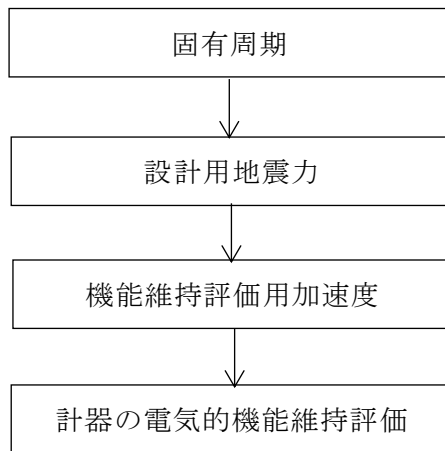 固有周期
設計用地震力
機能維持評価用加速度
計器の電気的機能維持評価